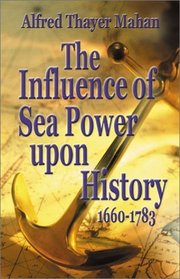 Alfred Thayer Mahan
The
Influence of
Sea Power
upon
History
1660-1783